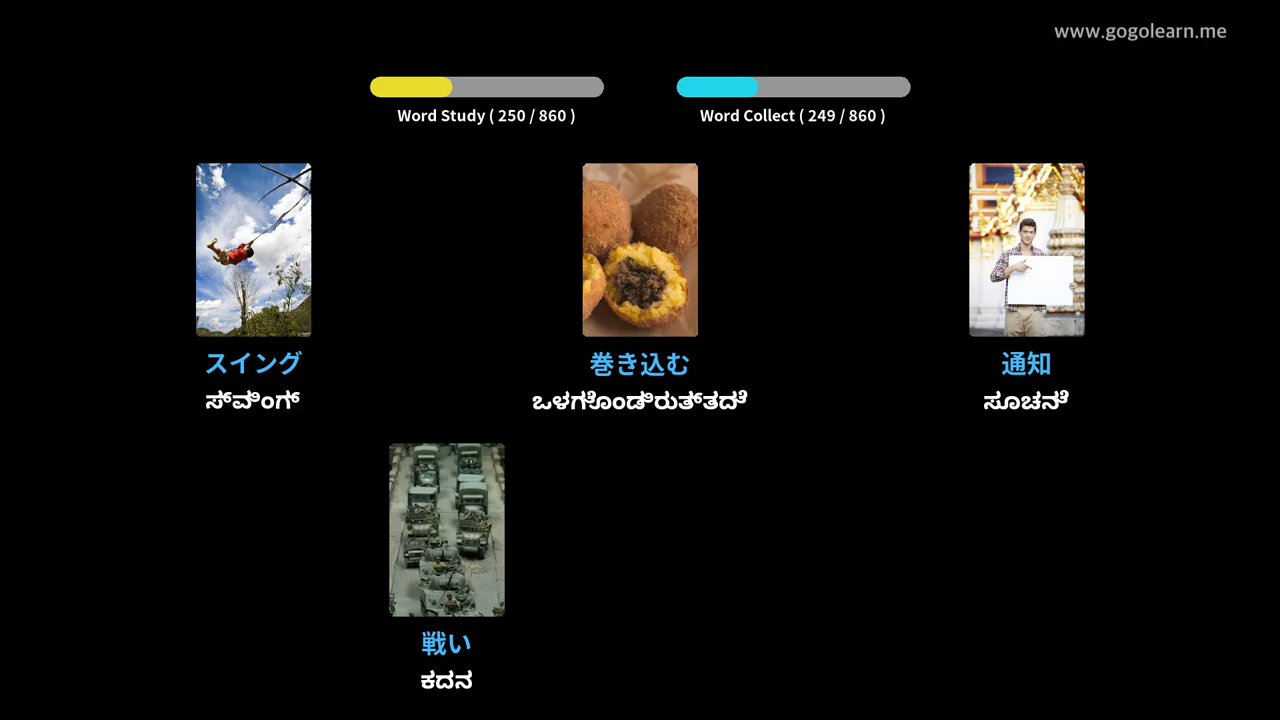 www.gogolearn.me
Word Study ( 250 / 860 )
Word Collect ( 249 / 860 )
スイング
ಸ್ವಿಂಗ್
巻き込む
ಒಳಗೊಂಡಿರುತ್ತದೆ
通知
ಸೂಚನೆ
戦い
ಕದನ